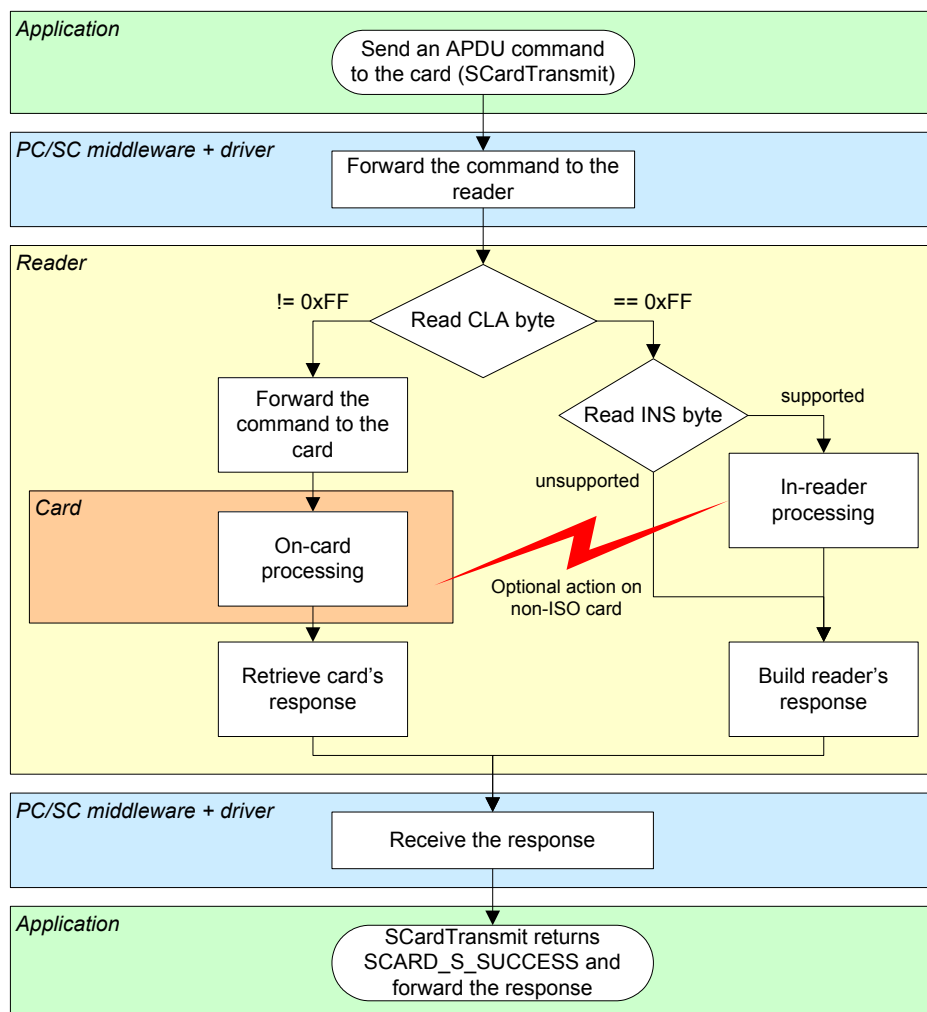 Application
Send an APDU command
to the card (SCardTransmit)
PC/SC middleware + driver
Forward the command to the
reader
Reader
!= 0xFF
== 0xFF
Read CLA byte
Forward the
command to the
card
Read INS byte
supported
unsupported
In-reader
processing
Card
On-card
processing
Optional action on
non-ISO card
Retrieve card's
response
Build reader's
response
PC/SC middleware + driver
Receive the response
Application
SCardTransmit returns
SCARD_S_SUCCESS and
forward the response